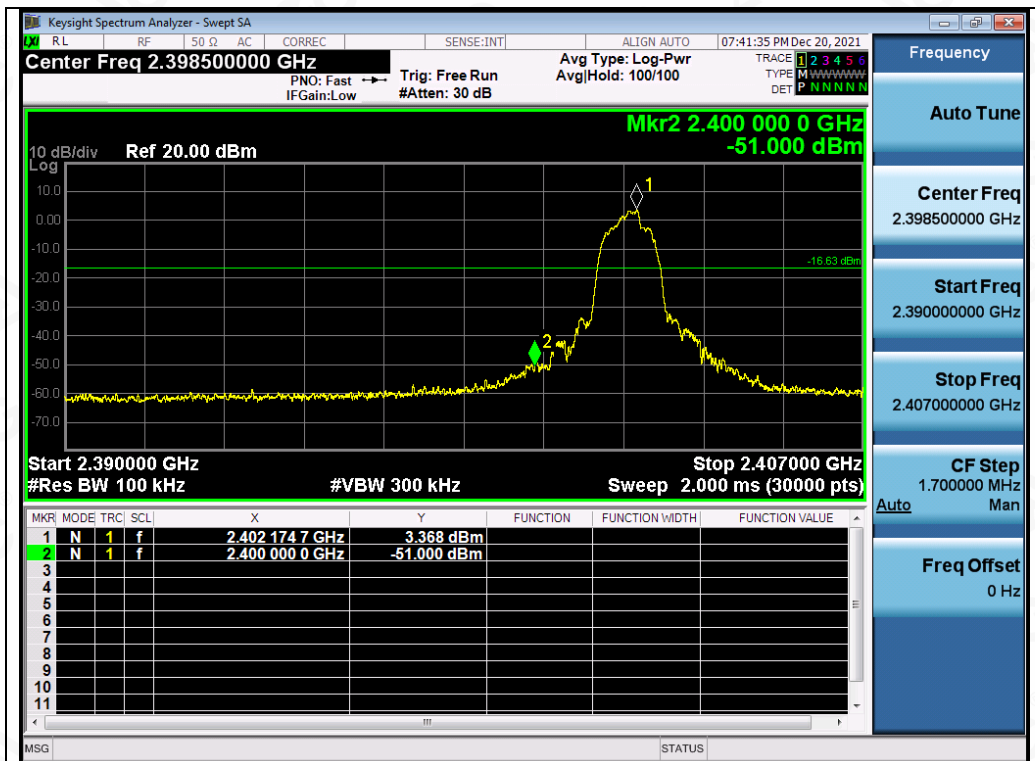 Keysight Spectrum Analyzer - Swept SA
LXI RL RF 50 Ω AC CORREC SENSE:INT ALIGN AUTO 07:41:35 PM Dec 20, 2021
Center Freq 2.398500000 GHz
PNO: Fast
IFGain:Low
Trig: Free Run
#Atten: 30 dB
Avg Type: Log-Pwr
Avg|Hold: 100/100
TRACE 1 2 3 4 5 6
TYPE M WWWWW
DET P N N N N N
Mkr2 2.400 000 0 GHz
-51.000 dBm
10 dB/div Ref 20.00 dBm
Log
10.0
0.00
-10.0
-20.0
-30.0
-40.0
-50.0
-60.0
-70.0
1
2
-16.63 dBm
Start 2.390000 GHz Stop 2.407000 GHz
#Res BW 100 kHz #VBW 300 kHz Sweep 2.000 ms (30000 pts)
MKR MODE TRC SCL X Y FUNCTION FUNCTION WIDTH FUNCTION VALUE
1 N 1 f 2.402 174 7 GHz 3.368 dBm
2 N 1 f 2.400 000 0 GHz -51.000 dBm
3
4
5
6
7
8
9
10
11
MSG STATUS
Frequency
Auto Tune
Center Freq
2.398500000 GHz
Start Freq
2.390000000 GHz
Stop Freq
2.407000000 GHz
CF Step
1.700000 MHz
Auto Man
Freq Offset
0 Hz